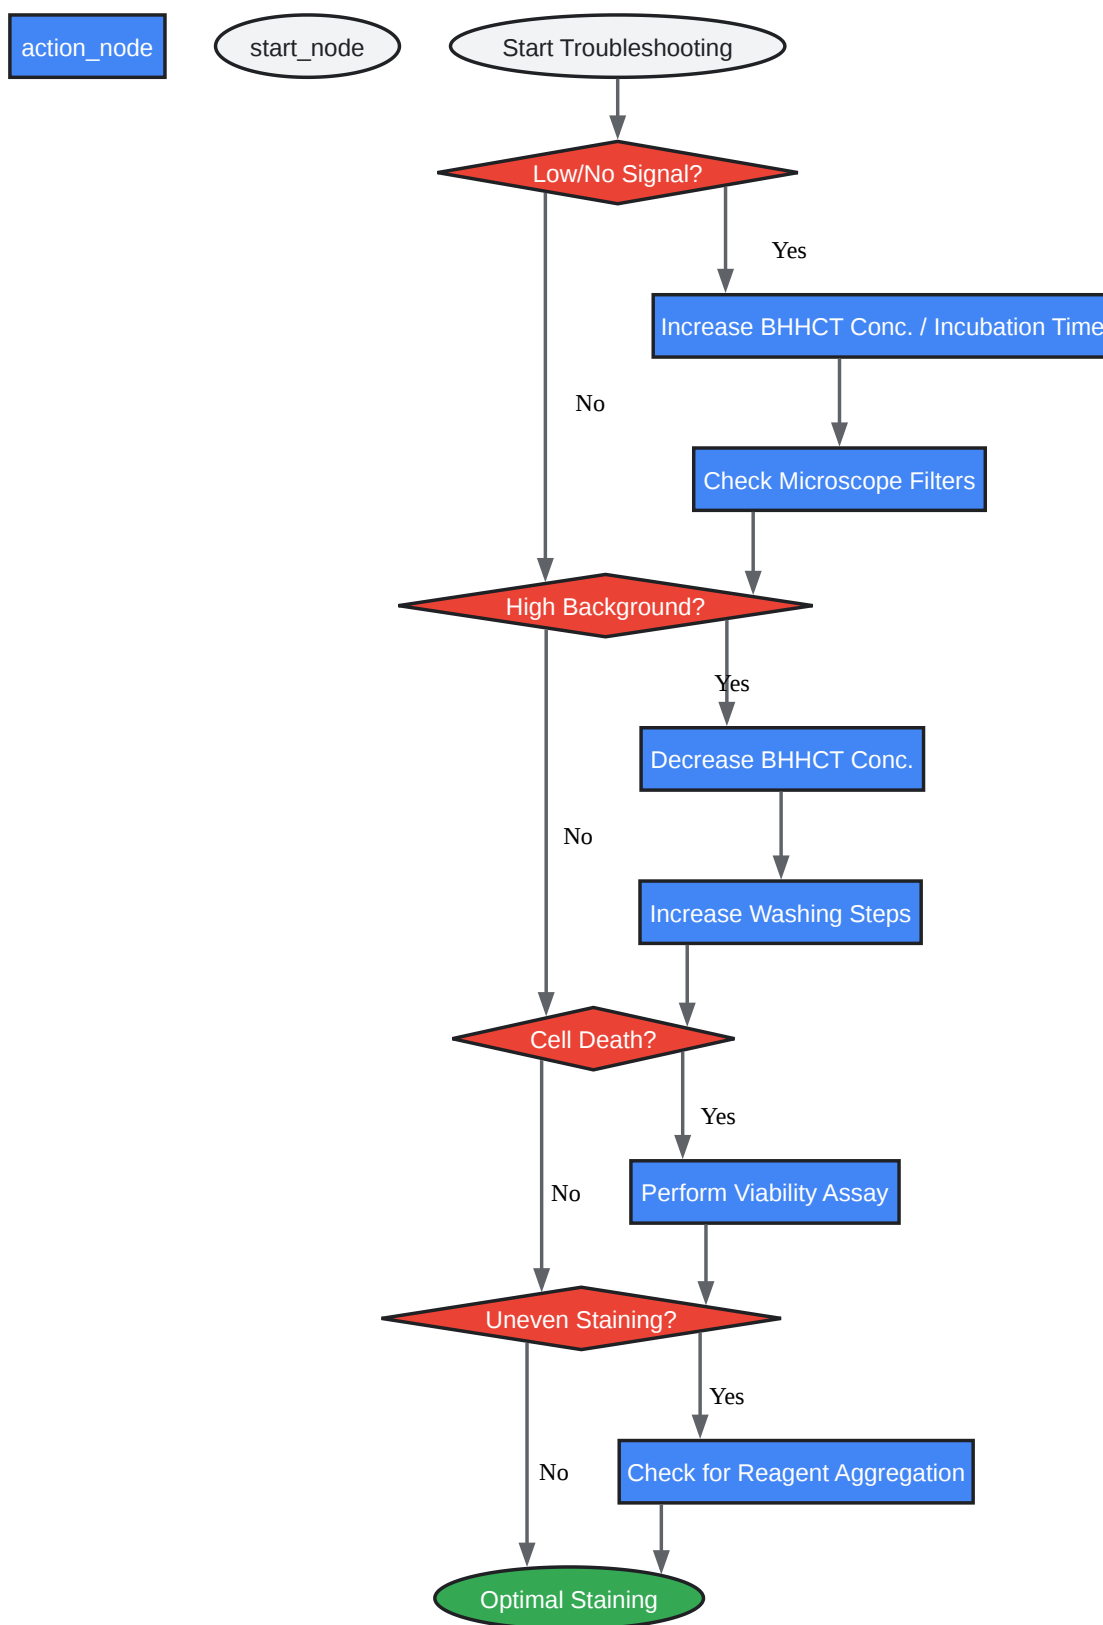 action_node
start_node
Start Troubleshooting
Low/No Signal?
Yes
Increase BHHCT Conc. / Incubation Time
No
Check Microscope Filters
High Background?
Yes
Decrease BHHCT Conc.
No
Increase Washing Steps
Cell Death?
Yes
Perform Viability Assay
No
Uneven Staining?
Yes
Check for Reagent Aggregation
No
Optimal Staining